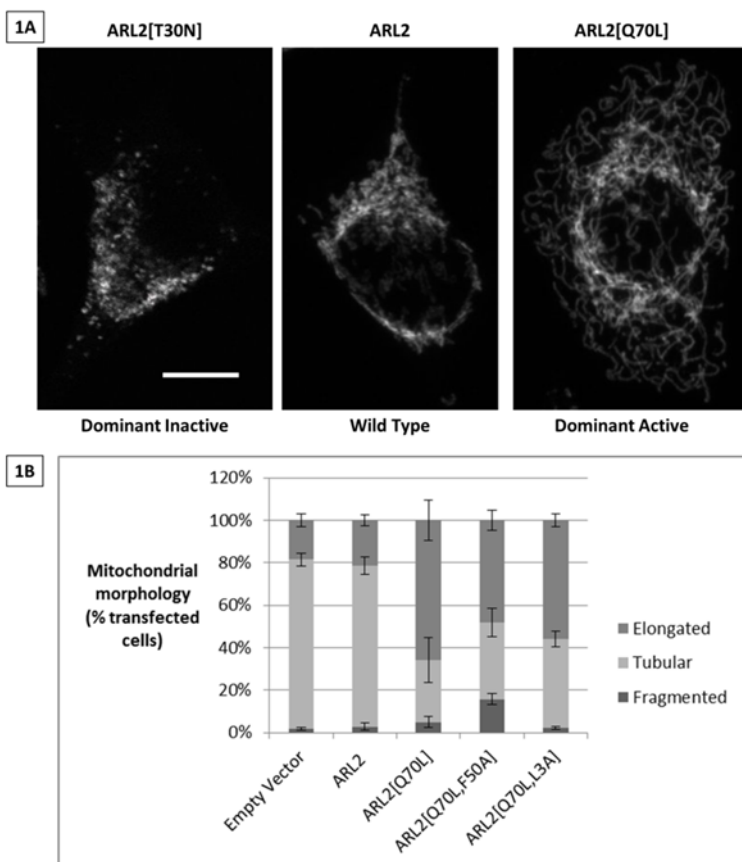 1A
ARL2[T30N] ARL2 ARL2[Q70L]
Dominant Inactive Wild Type Dominant Active
1B
Mitochondrial
morphology
(% transfected
cells)
120%
100%
80%
60%
40%
20%
0%
Elongated
Tubular
Fragmented
Empty Vector
ARL2
ARL2[Q70L]
ARL2[Q70L,F50A]
ARL2[Q70L,L3A]